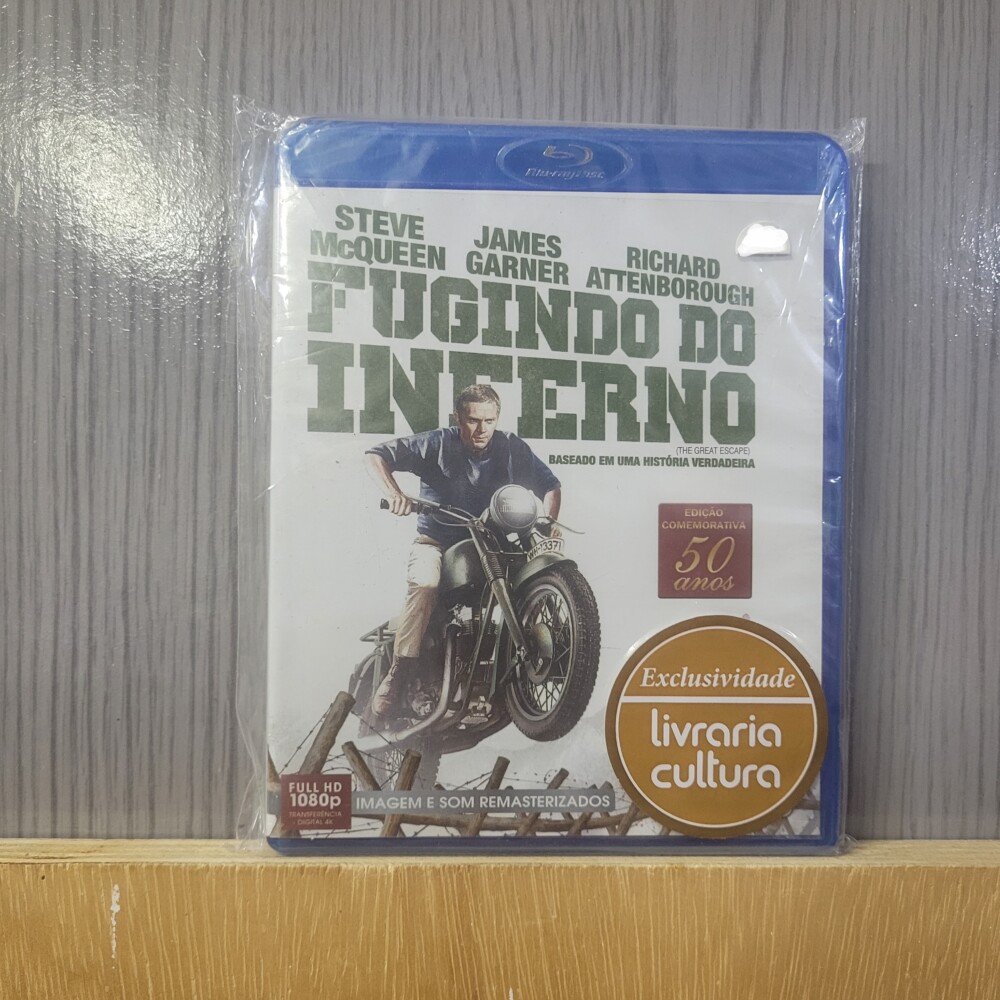 Blu-ray Disc
STEVE
McQUEEN
JAMES
GARNER
RICHARD
ATTENBOROUGH
FUGINDO DO
INFERNO
(THE GREAT ESCAPE)
BASEADO EM UMA HISTÓRIA VERDADEIRA
EDIÇÃO
COMEMORATIVA
50
anos
Exclusividade
livraria
cultura
FULL HD
1080p
TRANSFERÊNCIA
DIGITAL 4K
IMAGEM E SOM REMASTERIZADOS